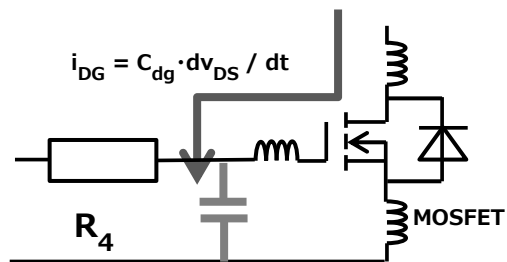 i_DG = C_dg·dv_DS / dt
MOSFET
R_4